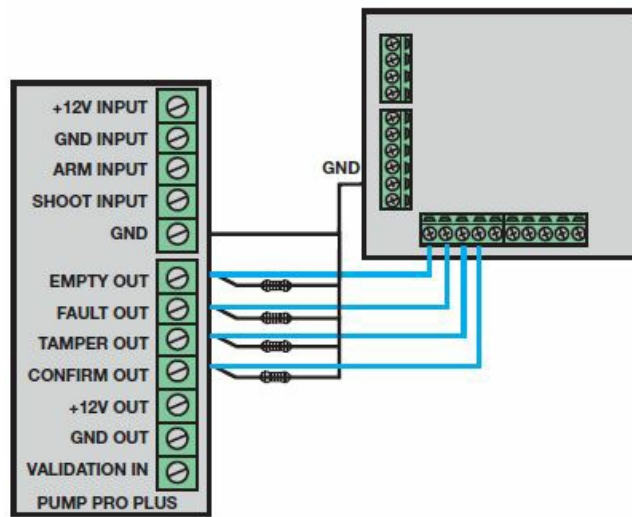 +12V INPUT
GND INPUT
ARM INPUT
SHOOT INPUT
GND
EMPTY OUT
FAULT OUT
TAMPER OUT
CONFIRM OUT
+12V OUT
GND OUT
VALIDATION IN
PUMP PRO PLUS
GND